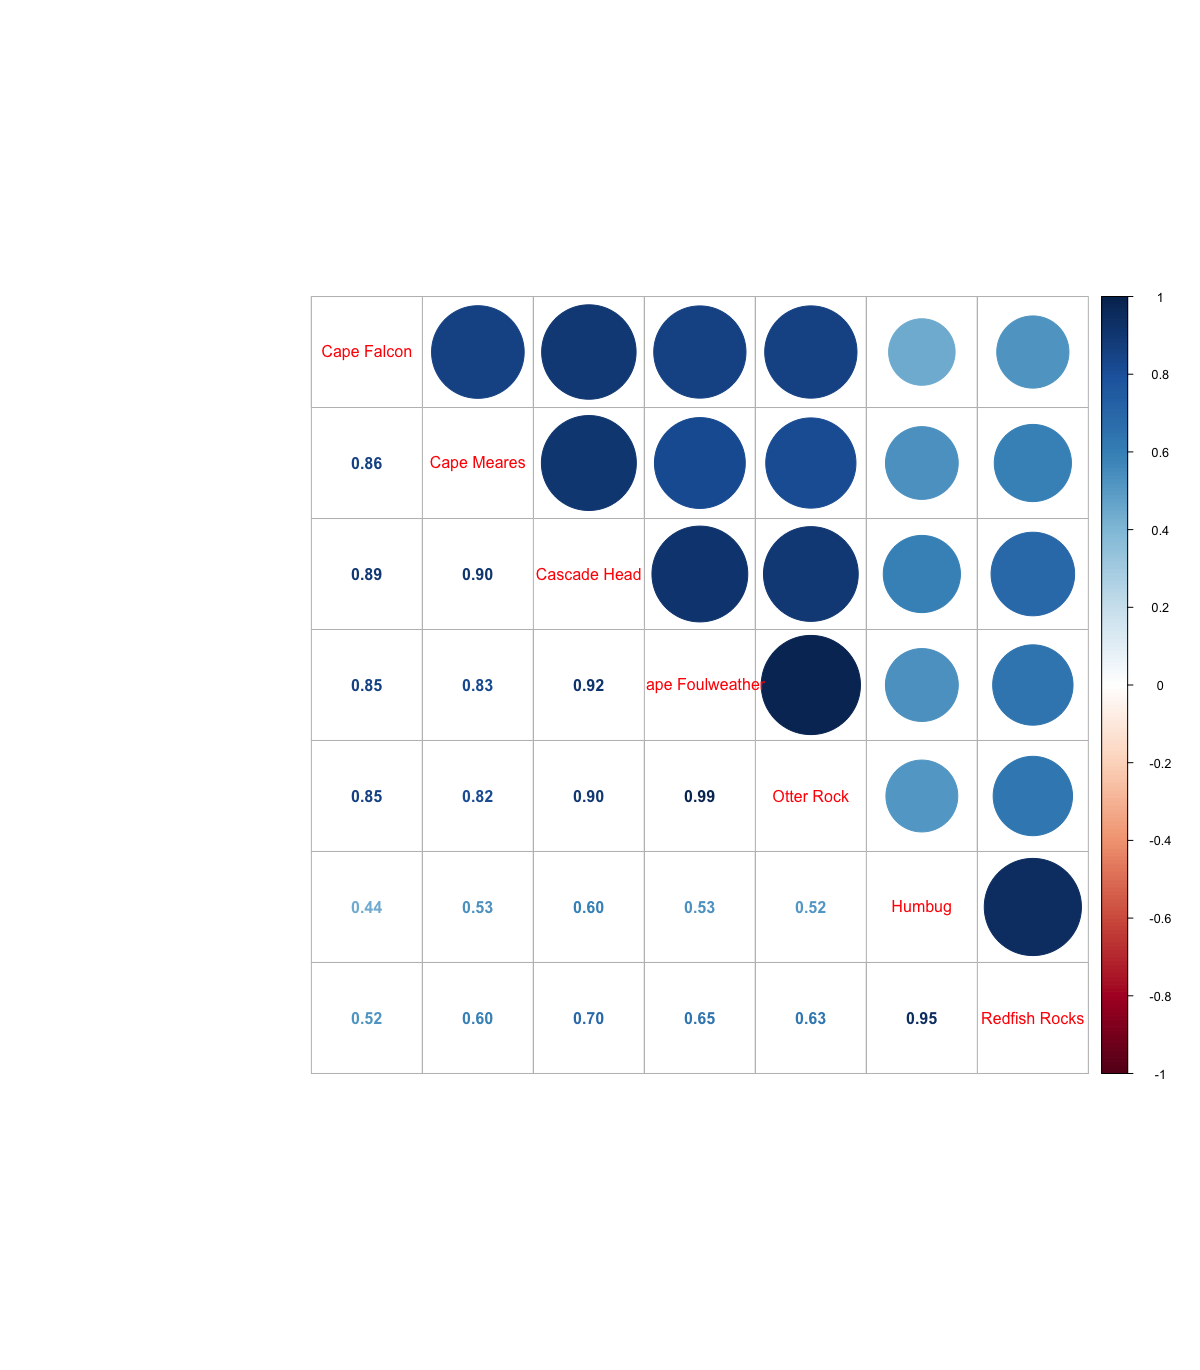 1
Cape Falcon
0.8
0.86 Cape Meares
0.6
0.4
0.89 0.90 Cascade Head
0.2
0.85 0.83 0.92 ape Foulweather
0
-0.2
0.85 0.82 0.90 0.99 Otter Rock
-0.4
0.44 0.53 0.60 0.53 0.52 Humbug
-0.6
-0.8
0.52 0.60 0.70 0.65 0.63 0.95 Redfish Rocks
-1